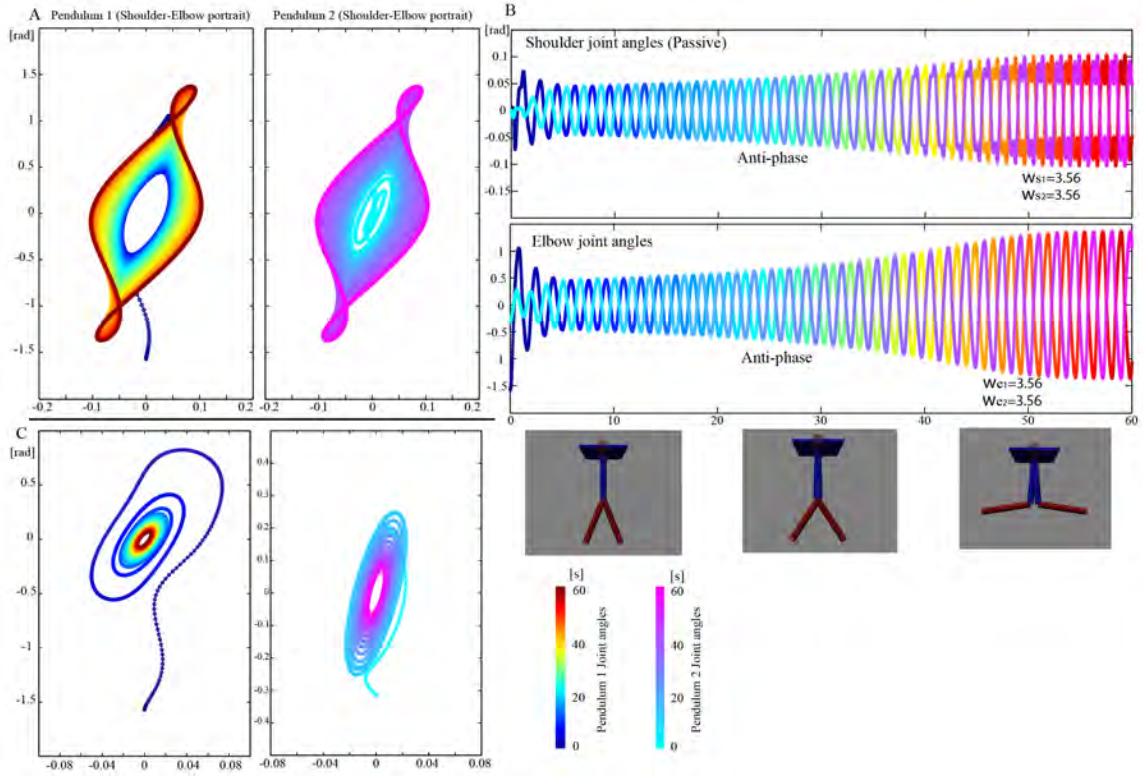 A
Pendulum 1 (Shoulder-Elbow portrait)
Pendulum 2 (Shoulder-Elbow portrait)
[rad]
1.5
1
0.5
0
-0.5
-1
-1.5
-0.2 -0.1 0 0.1 0.2
-0.2 -0.1 0 0.1 0.2
B
Shoulder joint angles (Passive)
0.1
0.05
0
-0.05
-0.1
-0.15
Anti-phase
ws1=3.56
ws2=3.56
Elbow joint angles
1
0.5
0
-0.5
1
-1.5
Anti-phase
we1=3.56
we2=3.56
0 10 20 30 40 50 60
C
[rad]
0.5
0
-0.5
-1
-1.5
-0.08 -0.04 0 0.04 0.08
0.4
0.3
0.2
0.1
0
-0.1
-0.2
-0.3
-0.4
-0.08 -0.04 0 0.04 0.08
[s]
60
40
20
0
Pendulum 1 Joint angles
[s]
60
40
20
0
Pendulum 2 Joint angles